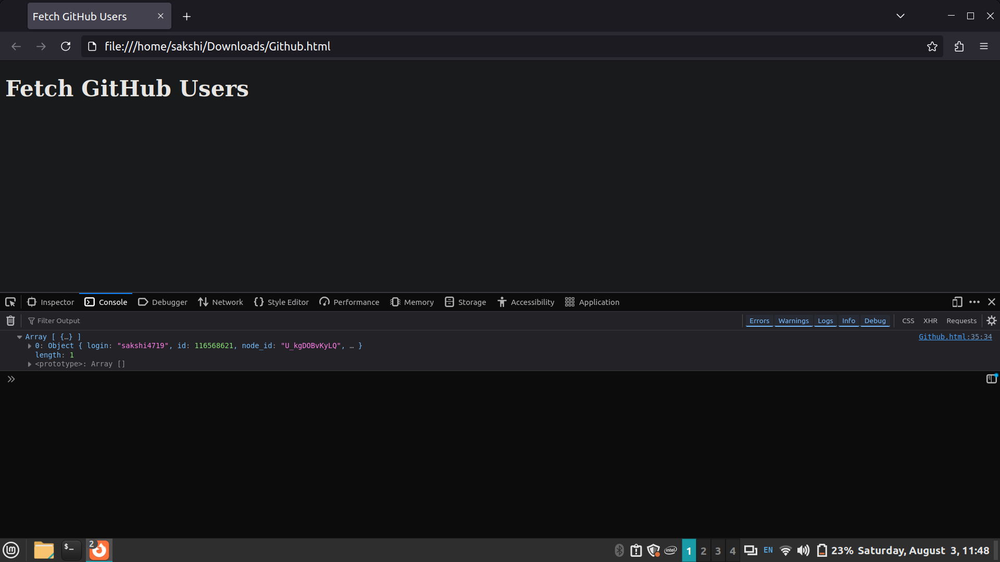 Fetch GitHub Users
file:///home/sakshi/Downloads/Github.html
Fetch GitHub Users
Inspector Console Debugger Network Style Editor Performance Memory Storage Accessibility Application
Filter Output Errors Warnings Logs Info Debug CSS XHR Requests
Array [ {…} ] Github.html:35:34
0: Object { login: "sakshi4719", id: 116568621, node_id: "U_kgDOBvKyLQ", … }
length: 1
<prototype>: Array []
$_ 2 intel 1 2 3 4 EN 23% Saturday, August 3, 11:48